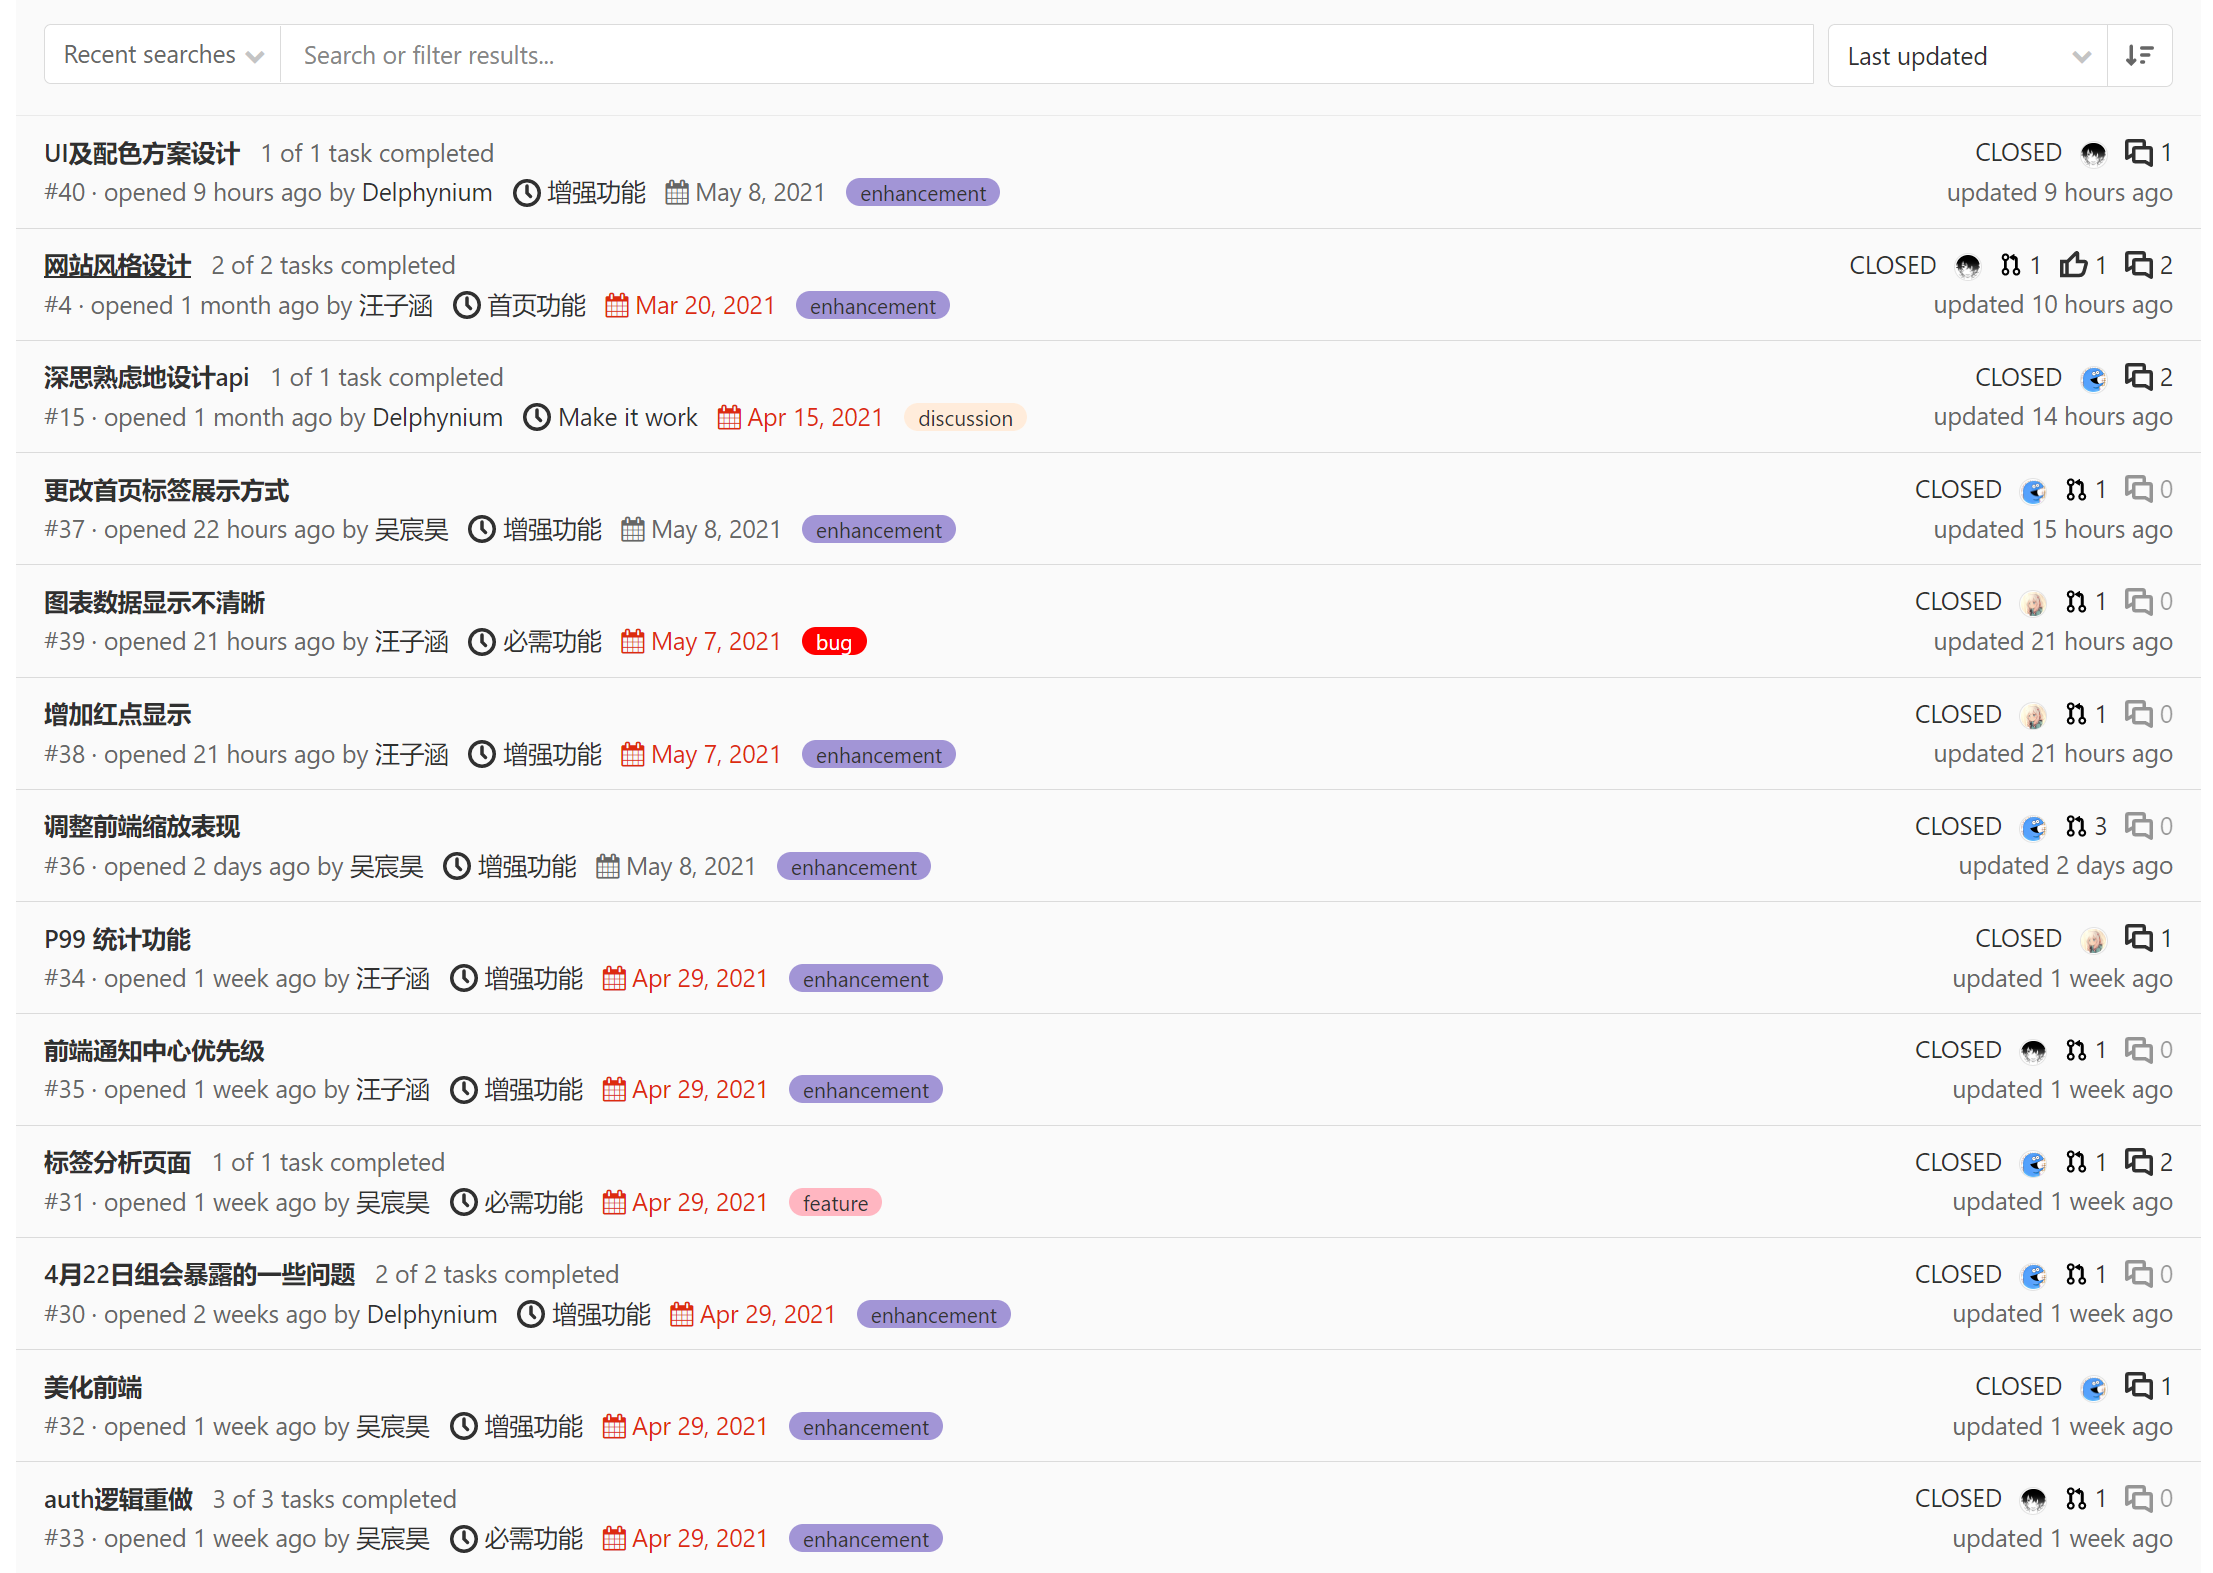 Recent searches Search or filter results... Last updated
UI及配色方案设计 1 of 1 task completed CLOSED 1
#40 · opened 9 hours ago by Delphynium 增强功能 May 8, 2021 enhancement updated 9 hours ago
网站风格设计 2 of 2 tasks completed CLOSED 1 1 2
#4 · opened 1 month ago by 汪子涵 首页功能 Mar 20, 2021 enhancement updated 10 hours ago
深思熟虑地设计api 1 of 1 task completed CLOSED 2
#15 · opened 1 month ago by Delphynium Make it work Apr 15, 2021 discussion updated 14 hours ago
更改首页标签展示方式 CLOSED 1 0
#37 · opened 22 hours ago by 吴宸昊 增强功能 May 8, 2021 enhancement updated 15 hours ago
图表数据显示不清晰 CLOSED 1 0
#39 · opened 21 hours ago by 汪子涵 必需功能 May 7, 2021 bug updated 21 hours ago
增加红点显示 CLOSED 1 0
#38 · opened 21 hours ago by 汪子涵 增强功能 May 7, 2021 enhancement updated 21 hours ago
调整前端缩放表现 CLOSED 3 0
#36 · opened 2 days ago by 吴宸昊 增强功能 May 8, 2021 enhancement updated 2 days ago
P99 统计功能 CLOSED 1
#34 · opened 1 week ago by 汪子涵 增强功能 Apr 29, 2021 enhancement updated 1 week ago
前端通知中心优先级 CLOSED 1 0
#35 · opened 1 week ago by 汪子涵 增强功能 Apr 29, 2021 enhancement updated 1 week ago
标签分析页面 1 of 1 task completed CLOSED 1 2
#31 · opened 1 week ago by 吴宸昊 必需功能 Apr 29, 2021 feature updated 1 week ago
4月22日组会暴露的一些问题 2 of 2 tasks completed CLOSED 1 0
#30 · opened 2 weeks ago by Delphynium 增强功能 Apr 29, 2021 enhancement updated 1 week ago
美化前端 CLOSED 1
#32 · opened 1 week ago by 吴宸昊 增强功能 Apr 29, 2021 enhancement updated 1 week ago
auth逻辑重做 3 of 3 tasks completed CLOSED 1 0
#33 · opened 1 week ago by 吴宸昊 必需功能 Apr 29, 2021 enhancement updated 1 week ago